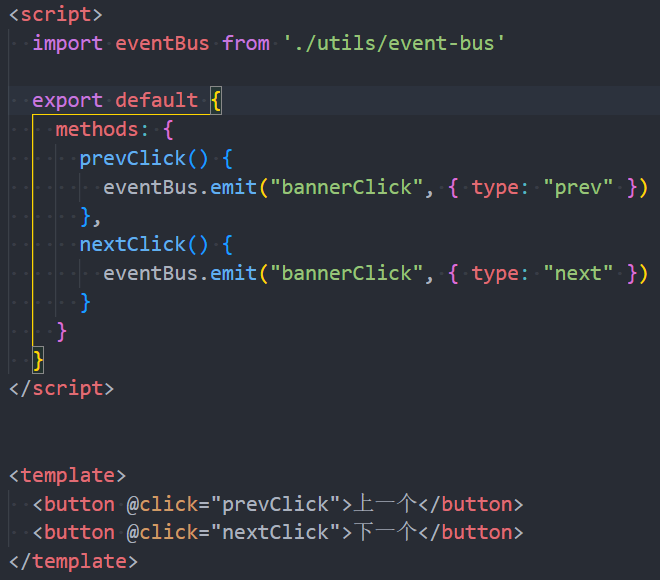 <script>
import eventBus from './utils/event-bus'
export default {
methods: {
prevClick() {
eventBus.emit("bannerClick", { type: "prev" })
},
nextClick() {
eventBus.emit("bannerClick", { type: "next" })
}
}
}
</script>
<template>
<button @click="prevClick">上一个</button>
<button @click="nextClick">下一个</button>
</template>